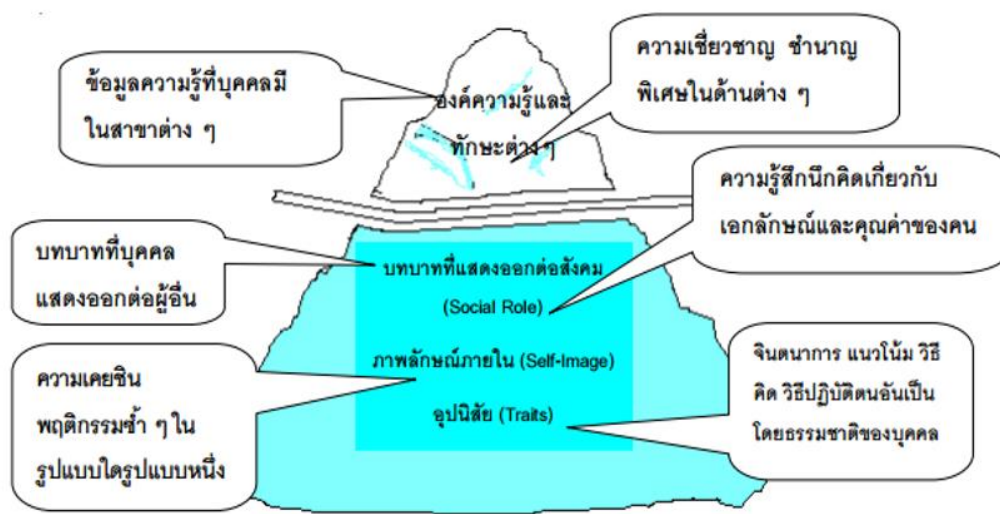 ข้อมูลความรู้ที่บุคคลมี
ในสาขาต่าง ๆ
องค์ความรู้และ
ทักษะต่างๆ
ความเชี่ยวชาญ ชำนาญ
พิเศษในด้านต่าง ๆ
ความรู้สึกนึกคิดเกี่ยวกับ
เอกลักษณ์และคุณค่าของคน
บทบาทที่บุคคล
แสดงออกต่อผู้อื่น
บทบาทที่แสดงออกต่อสังคม
(Social Role)
ภาพลักษณ์ภายใน (Self-Image)
อุปนิสัย (Traits)
ความเคยชิน
พฤติกรรมซ้ำ ๆ ใน
รูปแบบใดรูปแบบหนึ่ง
จินตนาการ แนวโน้ม วิธี
คิด วิธีปฏิบัติตนอันเป็น
โดยธรรมชาติของบุคคล